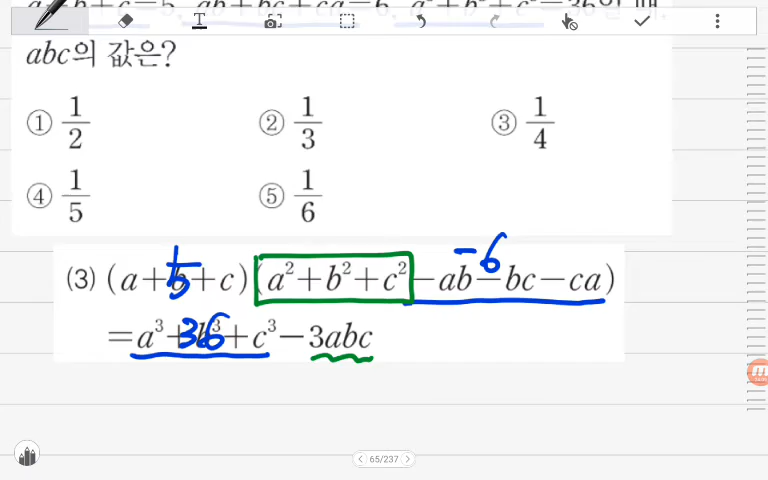 abc의 값은?
① 1/2 ② 1/3 ③ 1/4
④ 1/5 ⑤ 1/6
-6
(3) (a+b+c)(a²+b²+c²-ab-bc-ca)
5
=a³+b³+c³-3abc
36
65/237